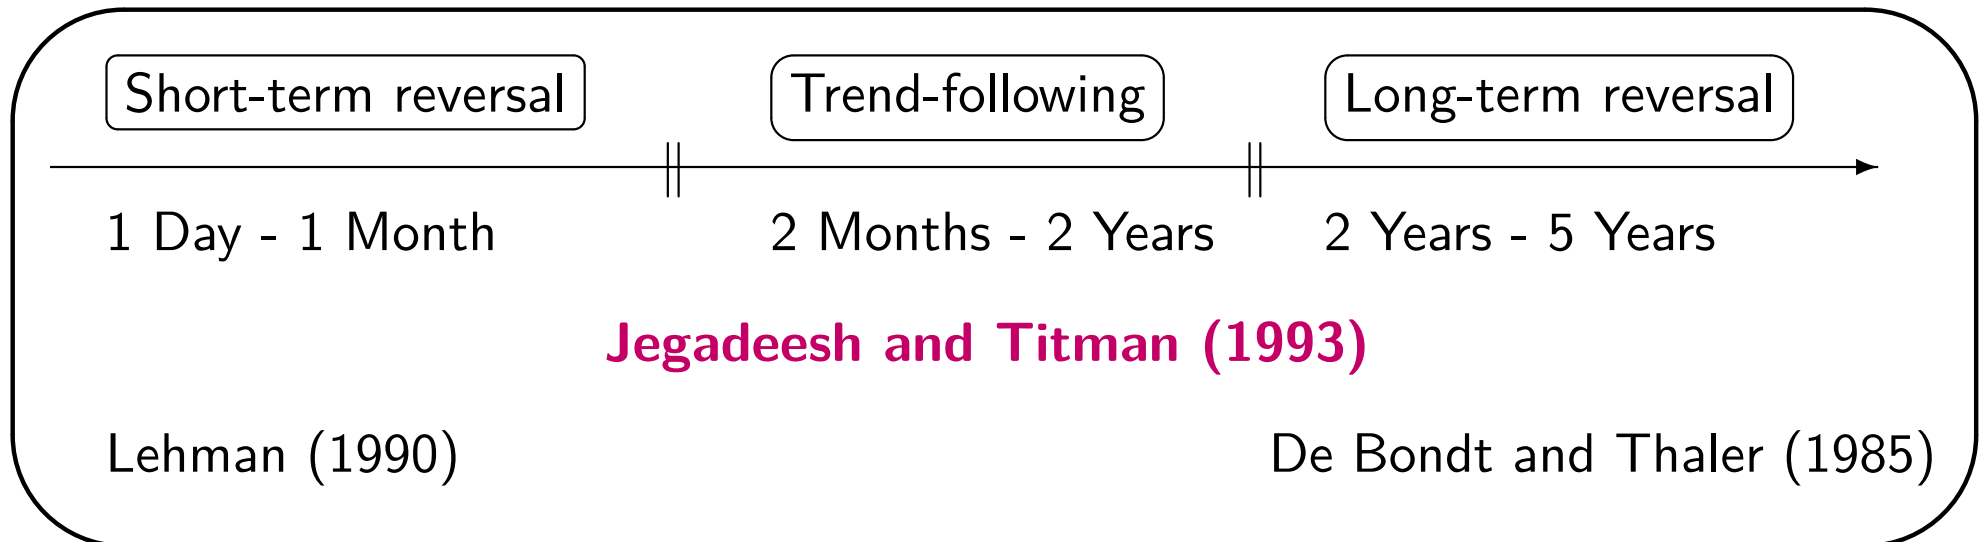 Short-term reversal Trend-following Long-term reversal
1 Day - 1 Month 2 Months - 2 Years 2 Years - 5 Years
Jegadeesh and Titman (1993)
Lehman (1990) De Bondt and Thaler (1985)